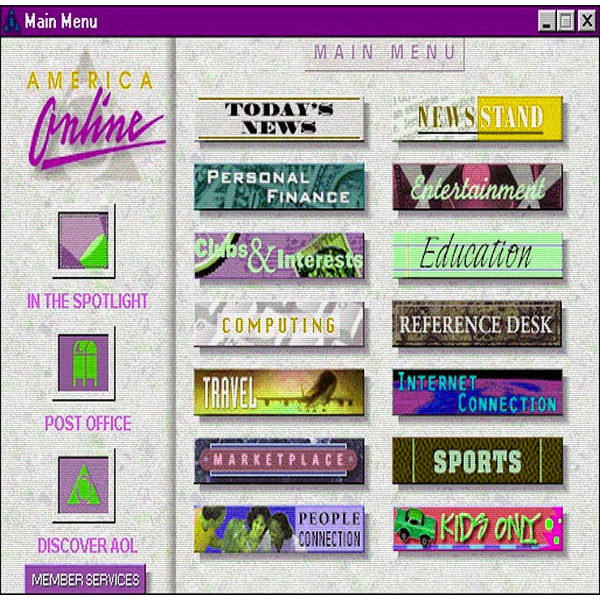 Main Menu
MAIN MENU
AMERICA
Online
IN THE SPOTLIGHT
POST OFFICE
DISCOVER AOL
MEMBER SERVICES
TODAY'S
NEWS
NEWSSTAND
PERSONAL
FINANCE
Entertainment
Clubs & Interests
Education
COMPUTING
REFERENCE DESK
TRAVEL
INTERNET
CONNECTION
MARKETPLACE
SPORTS
PEOPLE
CONNECTION
KIDS ONLY